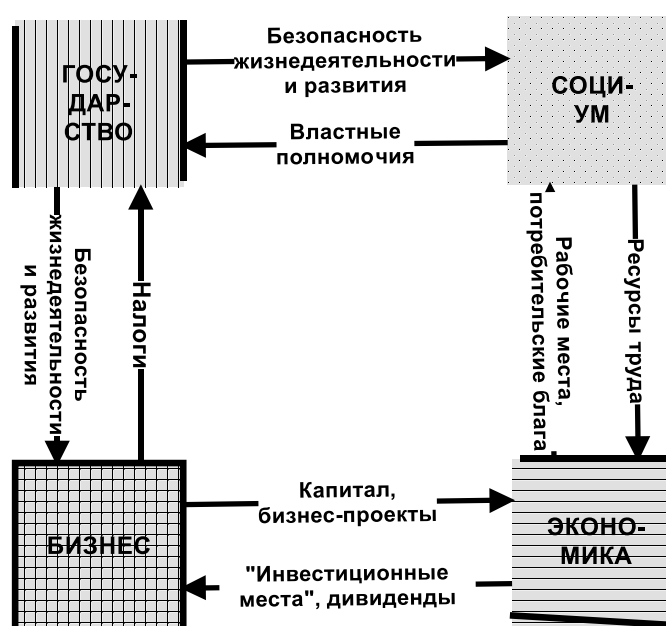 ГОСУ-
ДАР-
СТВО
Безопасность
жизнедеятельности
и развития
СОЦИ-
УМ
Властные
полномочия
Безопасность
жизнедеятельности
и развития
Налоги
Рабочие места,
потребительские блага
Ресурсы труда
БИЗНЕС
Капитал,
бизнес-проекты
ЭКОНО-
МИКА
"Инвестиционные
места", дивиденды